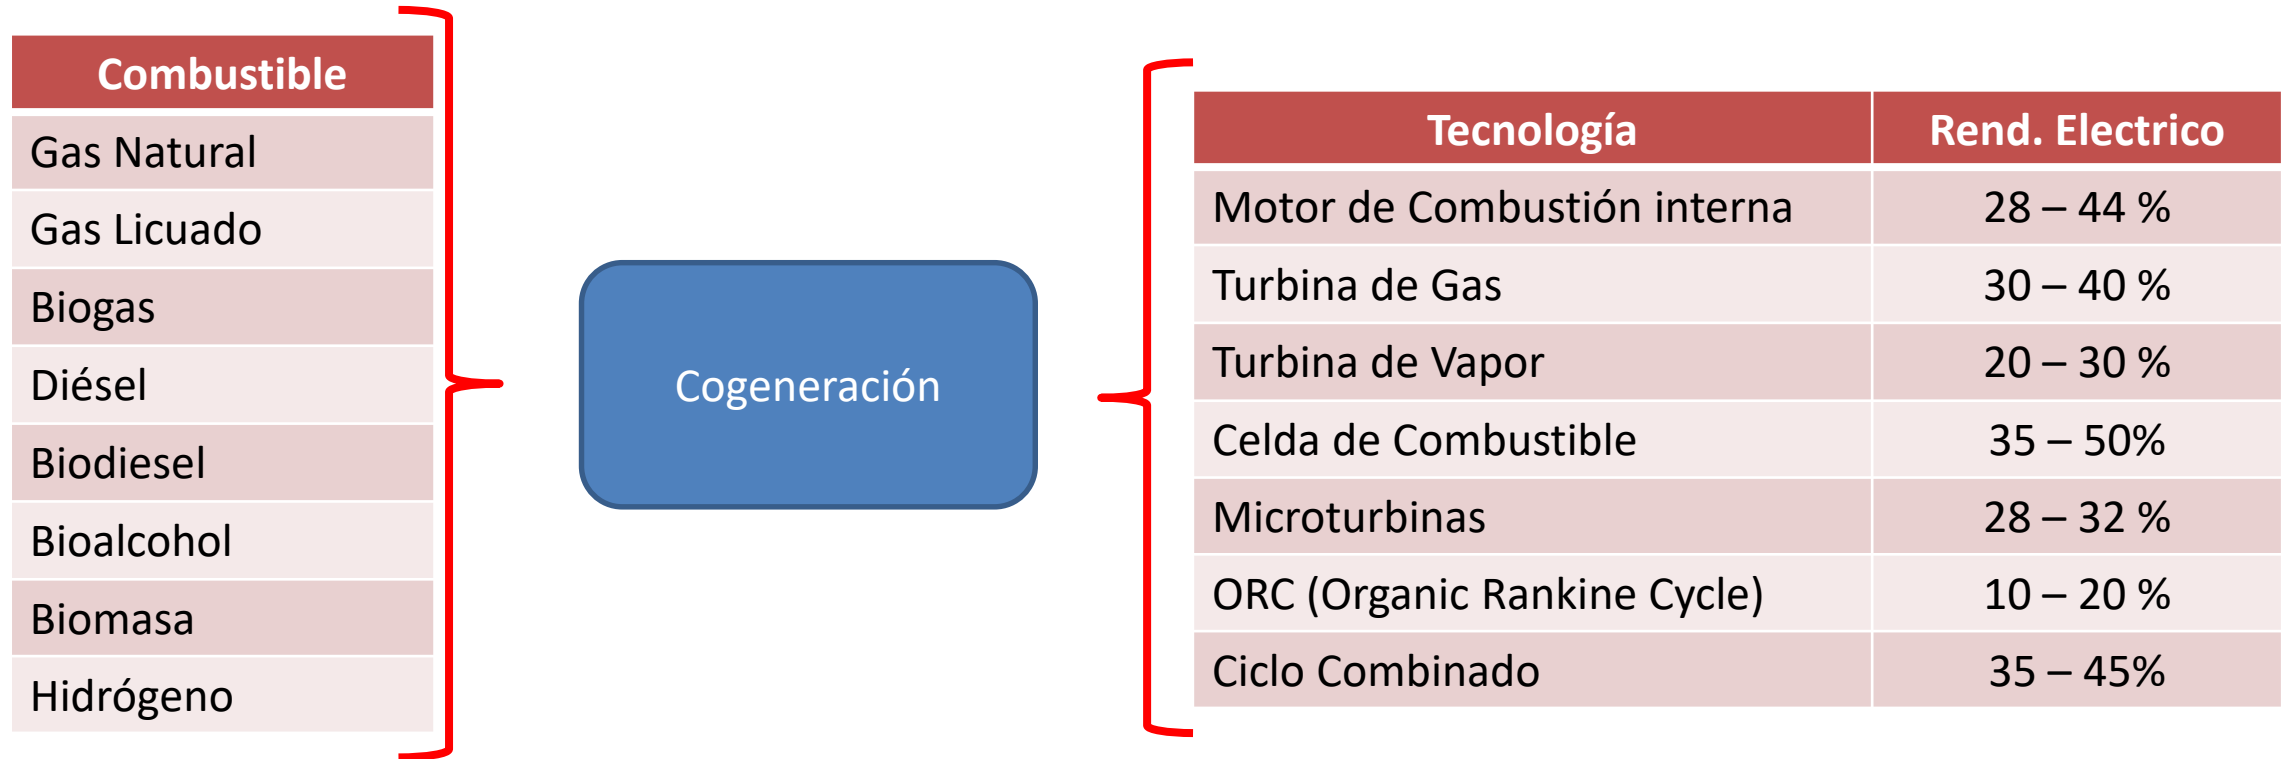 Combustible
Gas Natural
Gas Licuado
Biogas
Diésel
Biodiesel
Bioalcohol
Biomasa
Hidrógeno
Cogeneración
Tecnología Rend. Electrico
Motor de Combustión interna 28 – 44 %
Turbina de Gas 30 – 40 %
Turbina de Vapor 20 – 30 %
Celda de Combustible 35 – 50%
Microturbinas 28 – 32 %
ORC (Organic Rankine Cycle) 10 – 20 %
Ciclo Combinado 35 – 45%